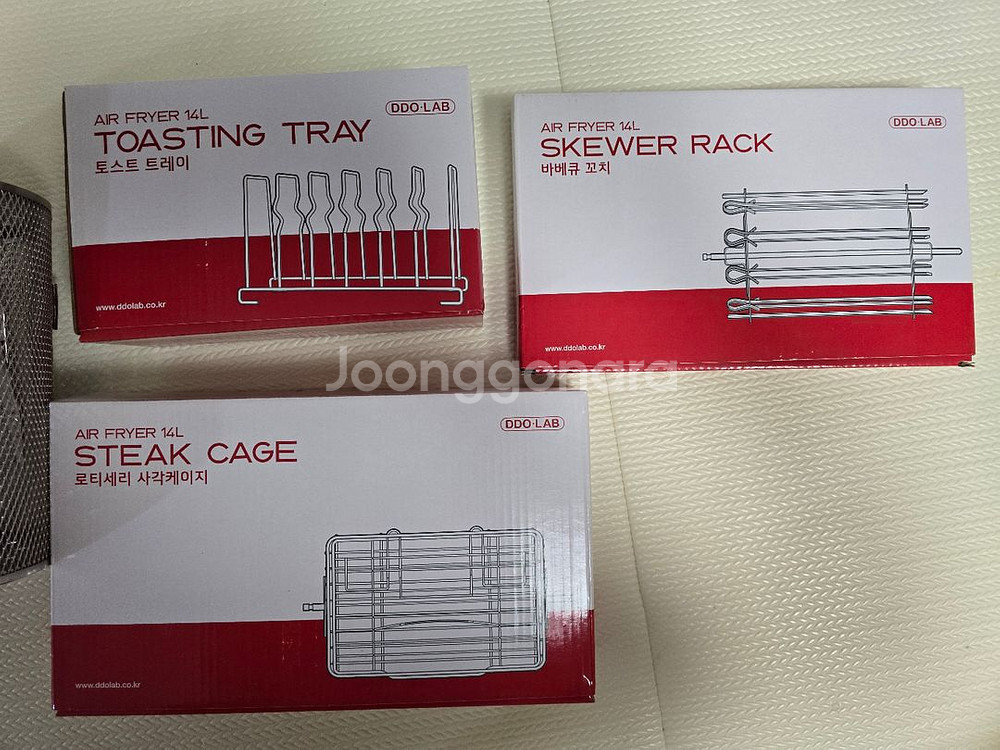 AIR FRYER 14L
DDO·LAB
TOASTING TRAY
토스트 트레이
www.ddolab.co.kr
AIR FRYER 14L
DDO·LAB
SKEWER RACK
바베큐 꼬치
www.ddolab.co.kr
Joonggonara
AIR FRYER 14L
DDO·LAB
STEAK CAGE
로티세리 사각케이지
www.ddolab.co.kr